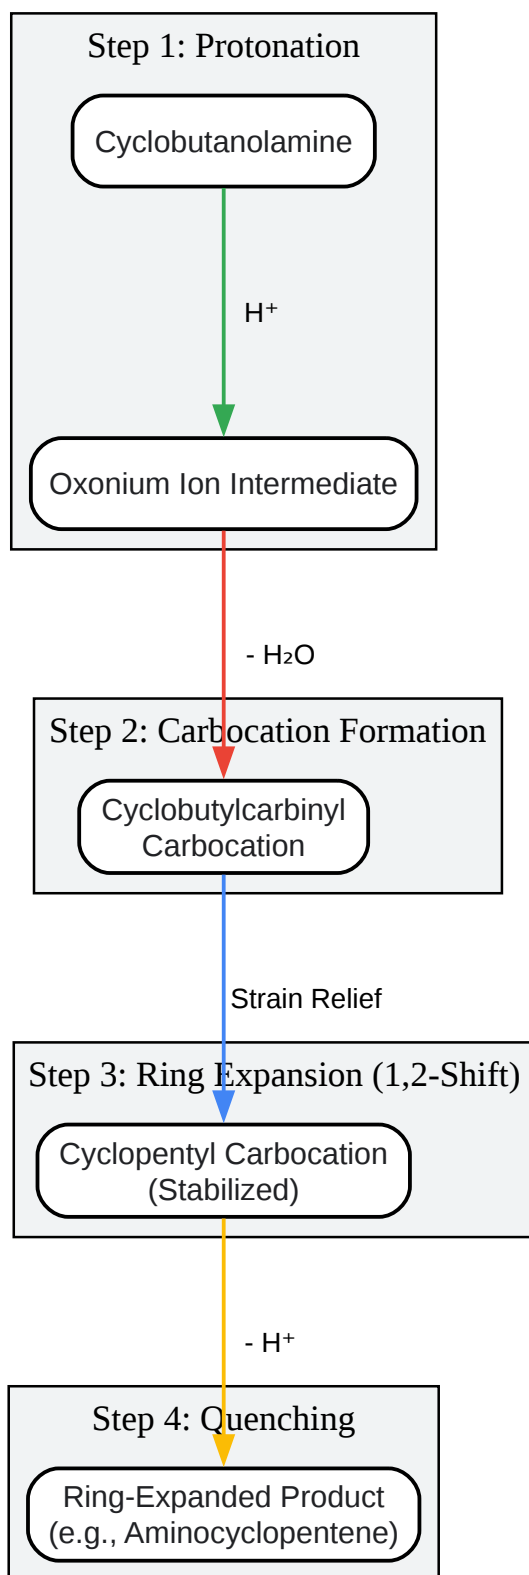 Step 1: Protonation
Cyclobutanolamine
H⁺
Oxonium Ion Intermediate
- H₂O
Step 2: Carbocation Formation
Cyclobutylcarbinyl
Carbocation
Strain Relief
Step 3: Ring Expansion (1,2-Shift)
Cyclopentyl Carbocation
(Stabilized)
- H⁺
Step 4: Quenching
Ring-Expanded Product
(e.g., Aminocyclopentene)